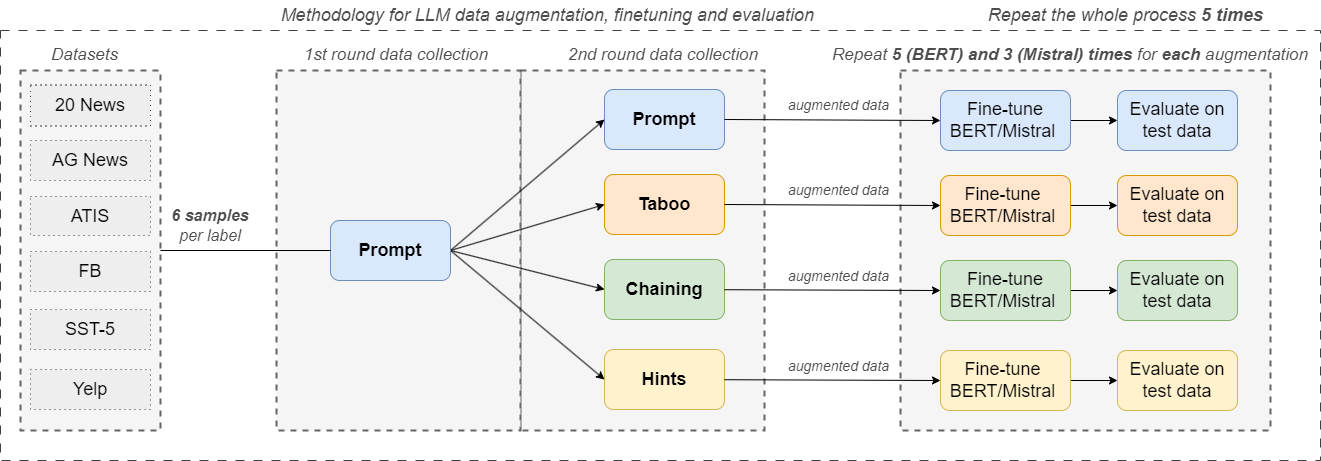 Methodology for LLM data augmentation, finetuning and evaluation
Repeat the whole process 5 times
Datasets
1st round data collection
2nd round data collection
Repeat 5 (BERT) and 3 (Mistral) times for each augmentation
20 News
AG News
ATIS
FB
SST-5
Yelp
6 samples
per label
Prompt
Prompt
augmented data
Fine-tune
BERT/Mistral
Evaluate on
test data
Taboo
augmented data
Fine-tune
BERT/Mistral
Evaluate on
test data
Chaining
augmented data
Fine-tune
BERT/Mistral
Evaluate on
test data
Hints
augmented data
Fine-tune
BERT/Mistral
Evaluate on
test data